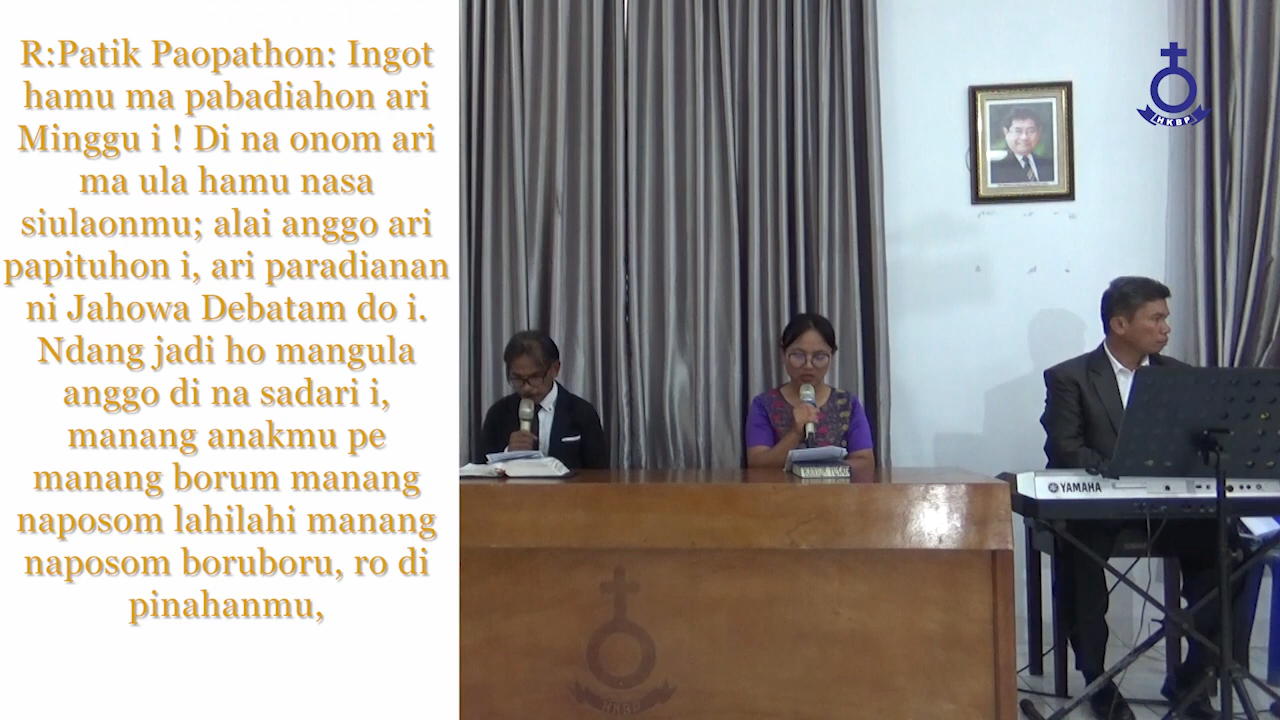 R:Patik Paopathon: Ingot
hamu ma pabadiahon ari
Minggu i ! Di na onom ari
ma ula hamu nasa
siulaonmu; alai anggo ari
papituhon i, ari paradianan
ni Jahowa Debatam do i.
Ndang jadi ho mangula
anggo di na sadari i,
manang anakmu pe
manang borum manang
naposom lahilahi manang
naposom boruboru, ro di
pinahanmu,
HKBP
YAMAHA
HKBP